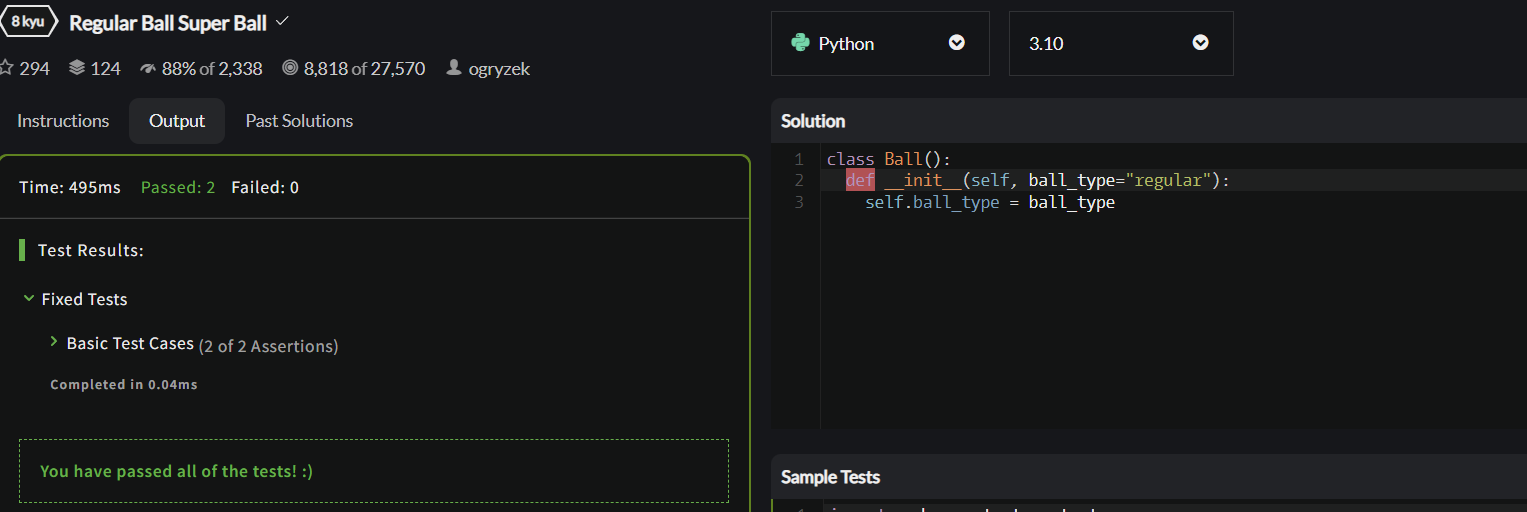 8 kyu Regular Ball Super Ball
294 124 88% of 2,338 8,818 of 27,570 ogryzek
Instructions Output Past Solutions
Time: 495ms Passed: 2 Failed: 0
Test Results:
Fixed Tests
Basic Test Cases (2 of 2 Assertions)
Completed in 0.04ms
You have passed all of the tests! :)
Python 3.10
Solution
1 class Ball():
2 def __init__(self, ball_type="regular"):
3 self.ball_type = ball_type
Sample Tests